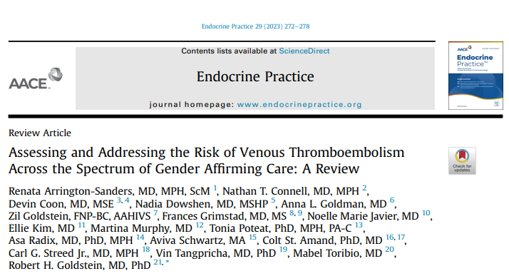 Endocrine Practice 29 (2023) 272–278
Contents lists available at ScienceDirect
AACE
Endocrine Practice
journal homepage: www.endocrinepractice.org
Endocrine
Practice
Review Article
Check for
updates
Assessing and Addressing the Risk of Venous Thromboembolism
Across the Spectrum of Gender Affirming Care: A Review
Renata Arrington-Sanders, MD, MPH, ScM 1, Nathan T. Connell, MD, MPH 2,
Devin Coon, MD, MSE 3, 4, Nadia Dowshen, MD, MSHP 5, Anna L. Goldman, MD 6,
Zil Goldstein, FNP-BC, AAHIVS 7, Frances Grimstad, MD, MS 8, 9, Noelle Marie Javier, MD 10,
Ellie Kim, MD 11, Martina Murphy, MD 12, Tonia Poteat, PhD, MPH, PA-C 13,
Asa Radix, MD, PhD, MPH 14, Aviva Schwartz, MA 15, Colt St. Amand, PhD, MD 16, 17,
Carl G. Streed Jr., MD, MPH 18, Vin Tangpricha, MD, PhD 19, Mabel Toribio, MD 20,
Robert H. Goldstein, MD, PhD 21, *